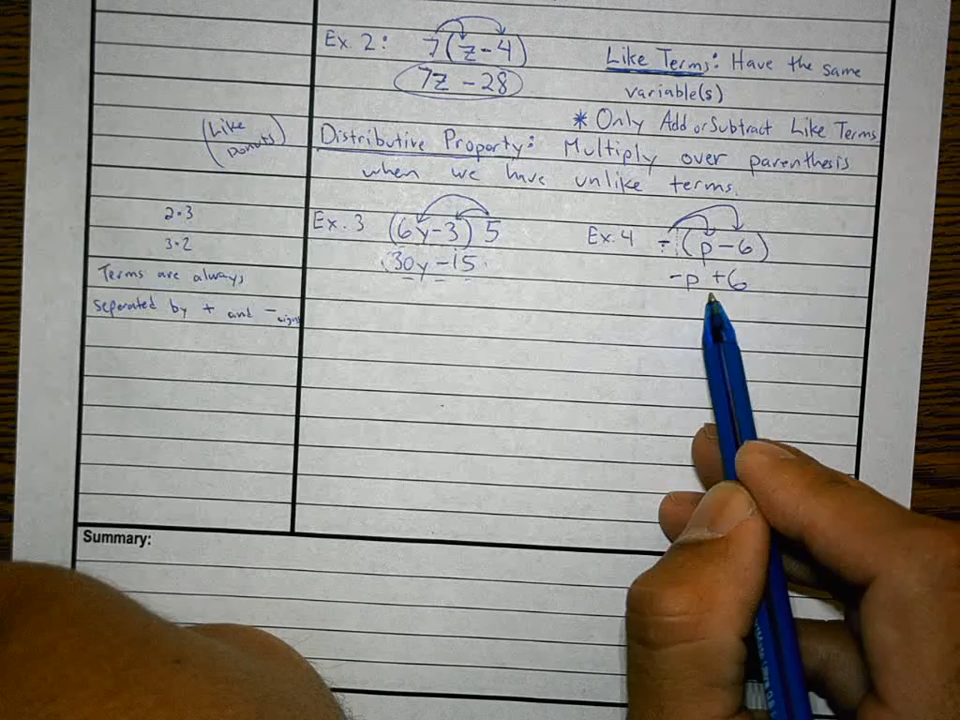 Ex. 2: 7(z-4)
7z - 28
Like Terms: Have the same
variable(s)
* Only Add or Subtract Like Terms
(Like Donuts)
Distributive Property: Multiply over parenthesis
when we have unlike terms.
2•3
3•2
Terms are always
seperated by + and - signs
Ex. 3 (6y-3)5
30y - 15
Ex. 4 -(p-6)
-p+6
Summary: